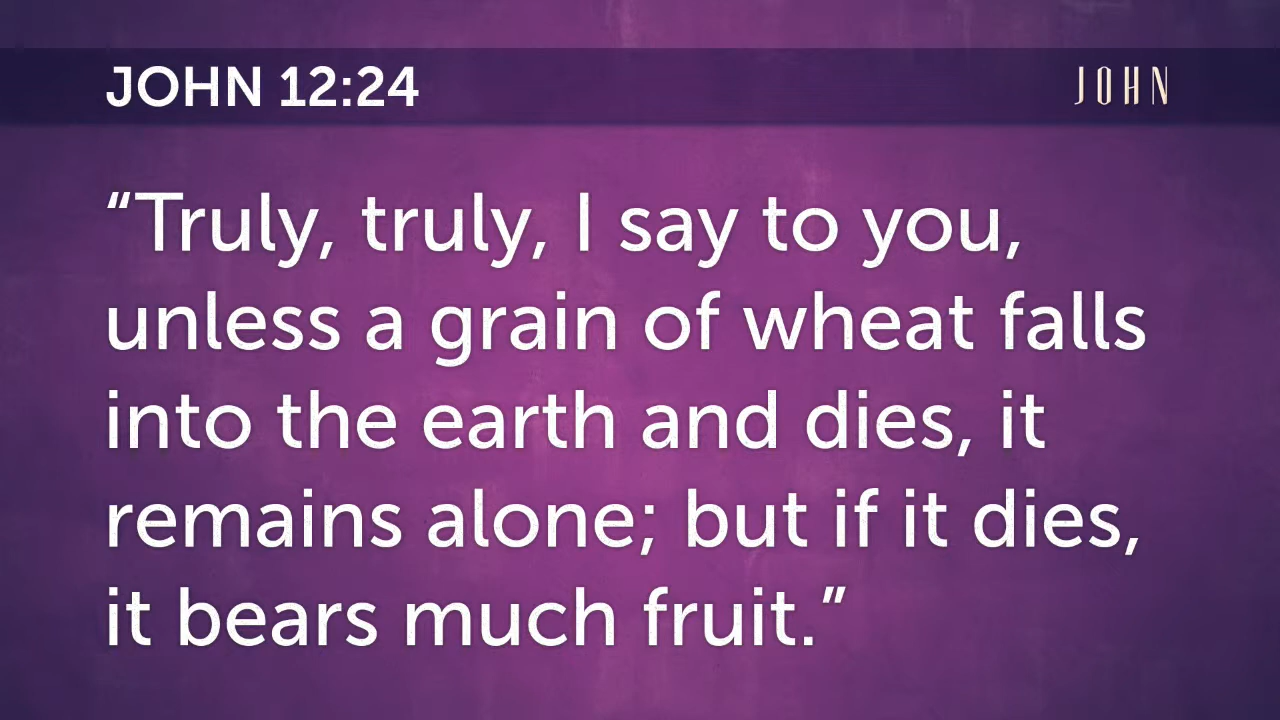 JOHN 12:24
JOHN
“Truly, truly, I say to you,
unless a grain of wheat falls
into the earth and dies, it
remains alone; but if it dies,
it bears much fruit.”